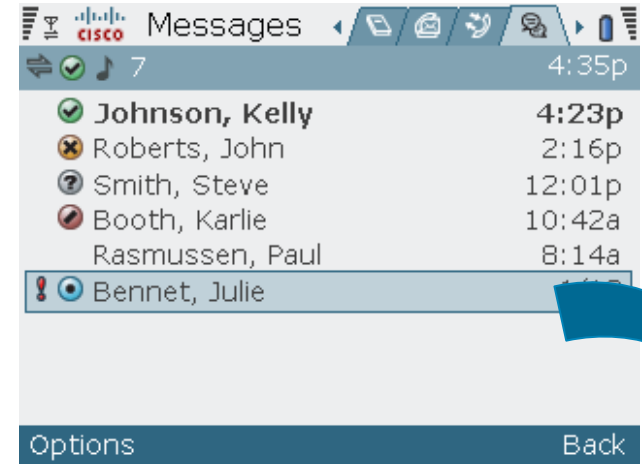 CISCO Messages
7 4:35p
Johnson, Kelly 4:23p
Roberts, John 2:16p
Smith, Steve 12:01p
Booth, Karlie 10:42a
Rasmussen, Paul 8:14a
Bennet, Julie
Options Back